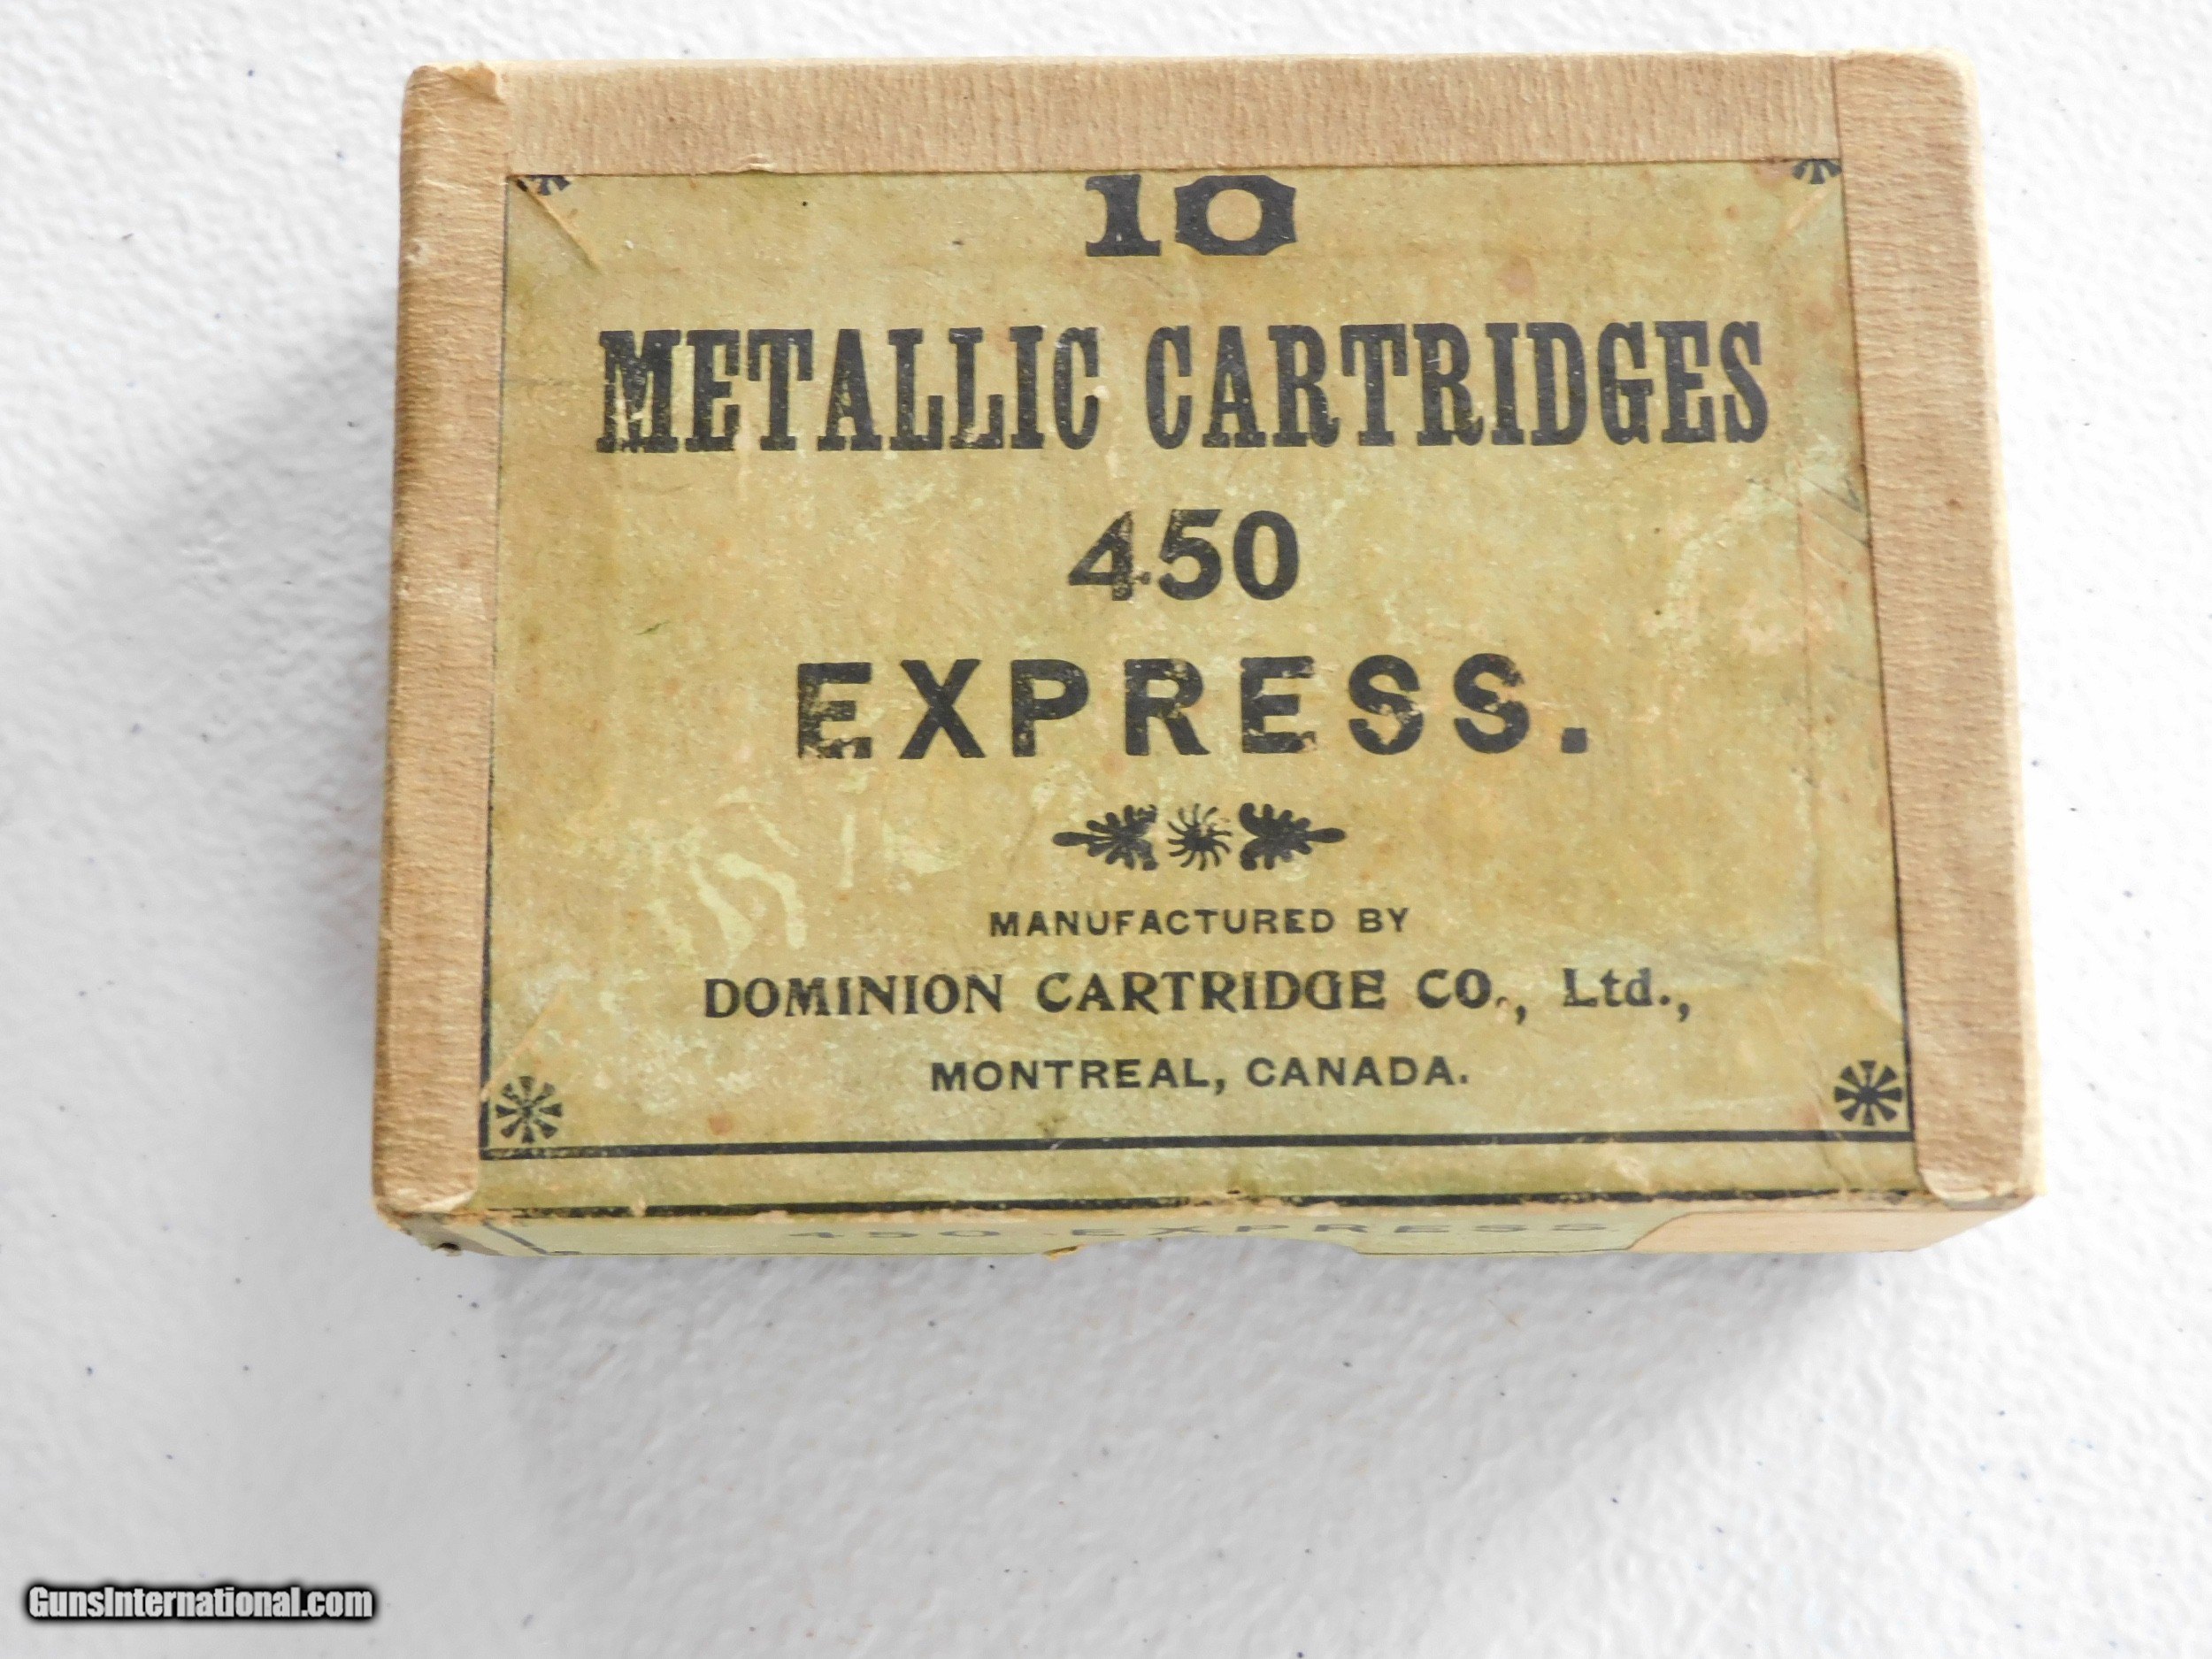 10
METALLIC CARTRIDGES
450
EXPRESS.
MANUFACTURED BY
DOMINION CARTRIDGE CO., Ltd.,
MONTREAL, CANADA.
450 EXPRESS
GunsInternational.com